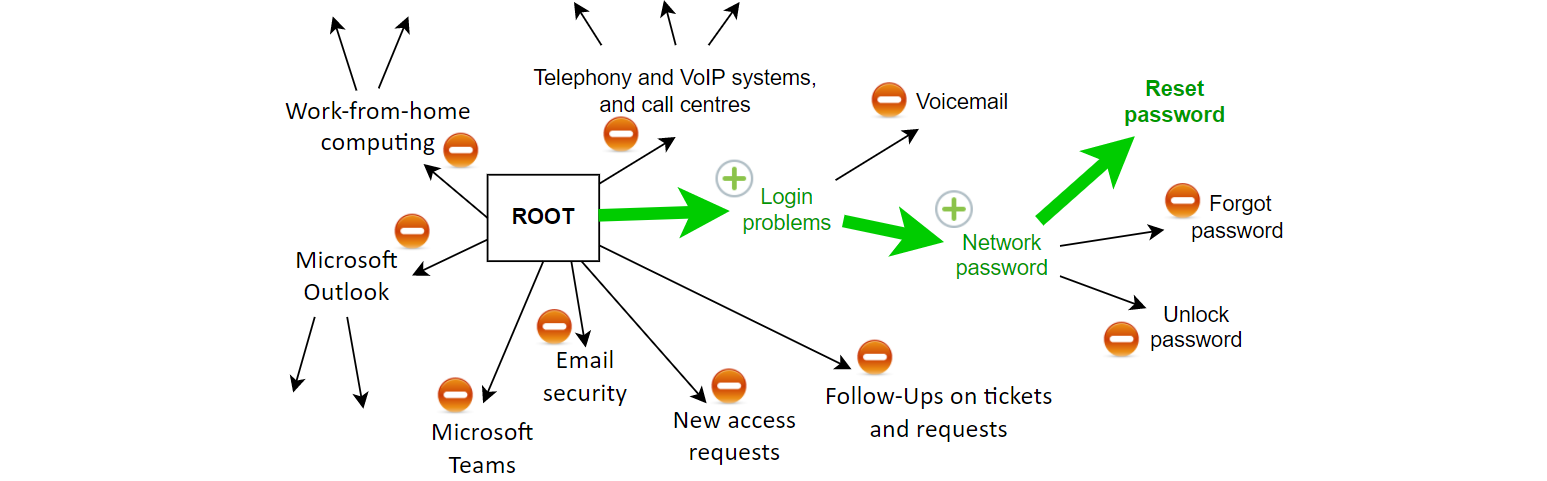 Telephony and VoIP systems,
and call centres
Work-from-home
computing
Voicemail
Reset
password
ROOT
Login
problems
Forgot
password
Network
password
Microsoft
Outlook
Unlock
password
Email
security
Follow-Ups on tickets
and requests
New access
requests
Microsoft
Teams